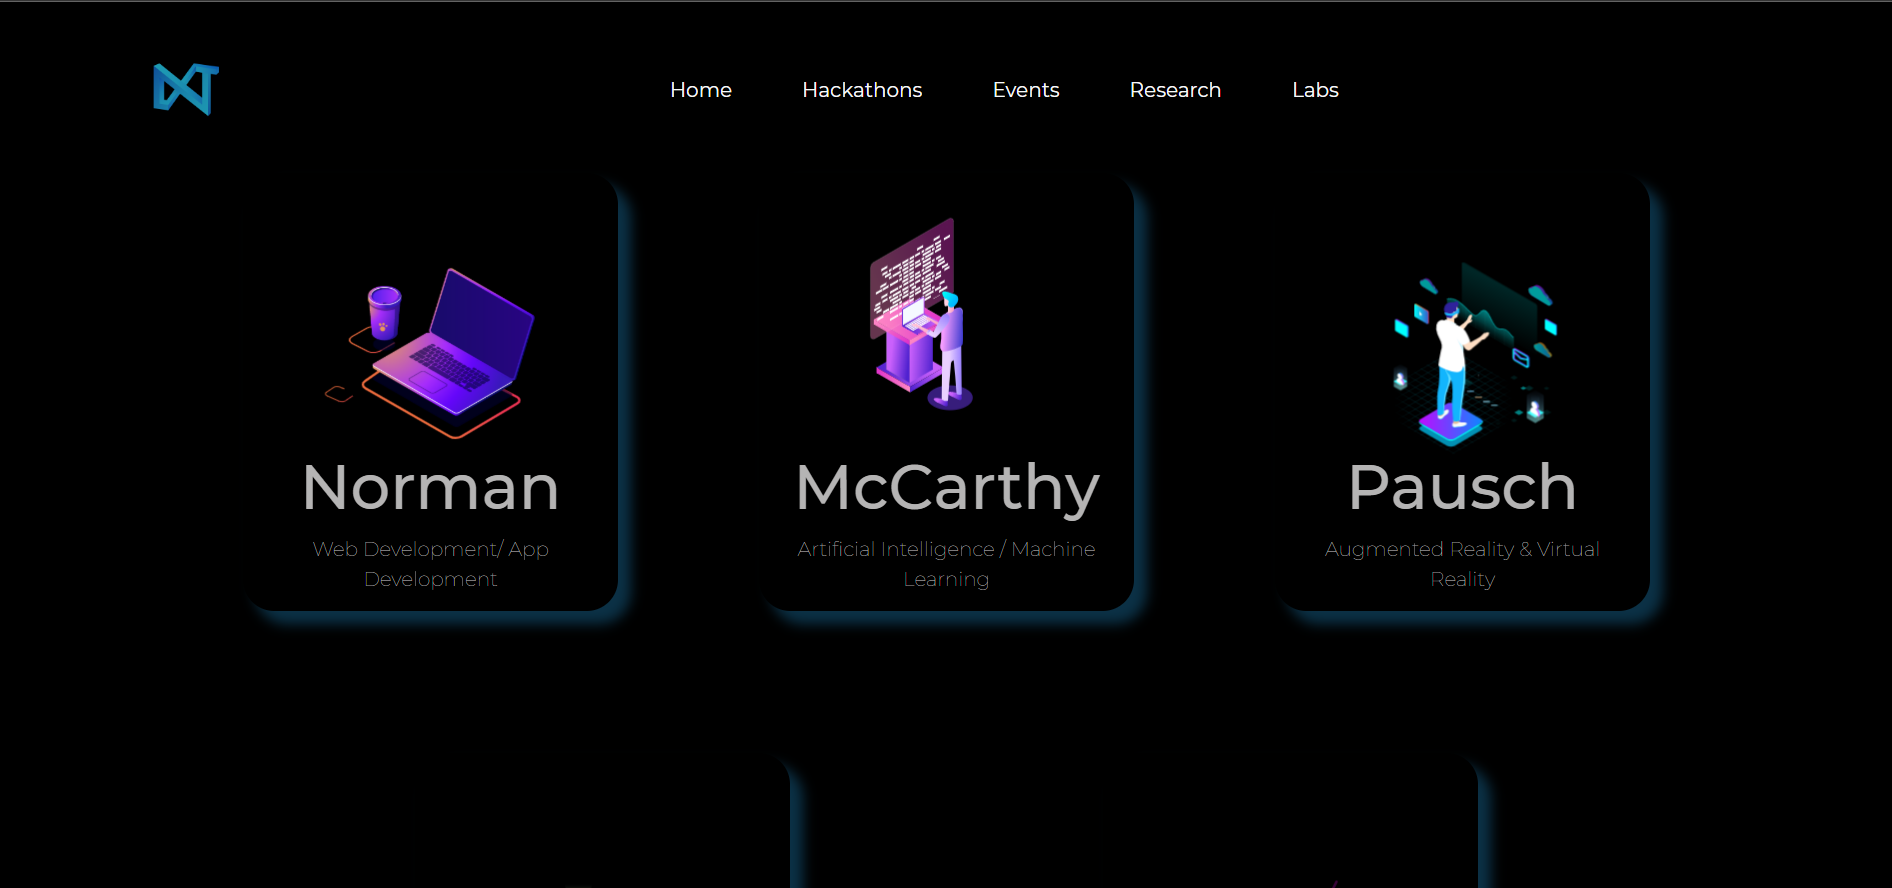 Home Hackathons Events Research Labs
Norman
Web Development/ App
Development
McCarthy
Artificial Intelligence / Machine
Learning
Pausch
Augmented Reality & Virtual
Reality